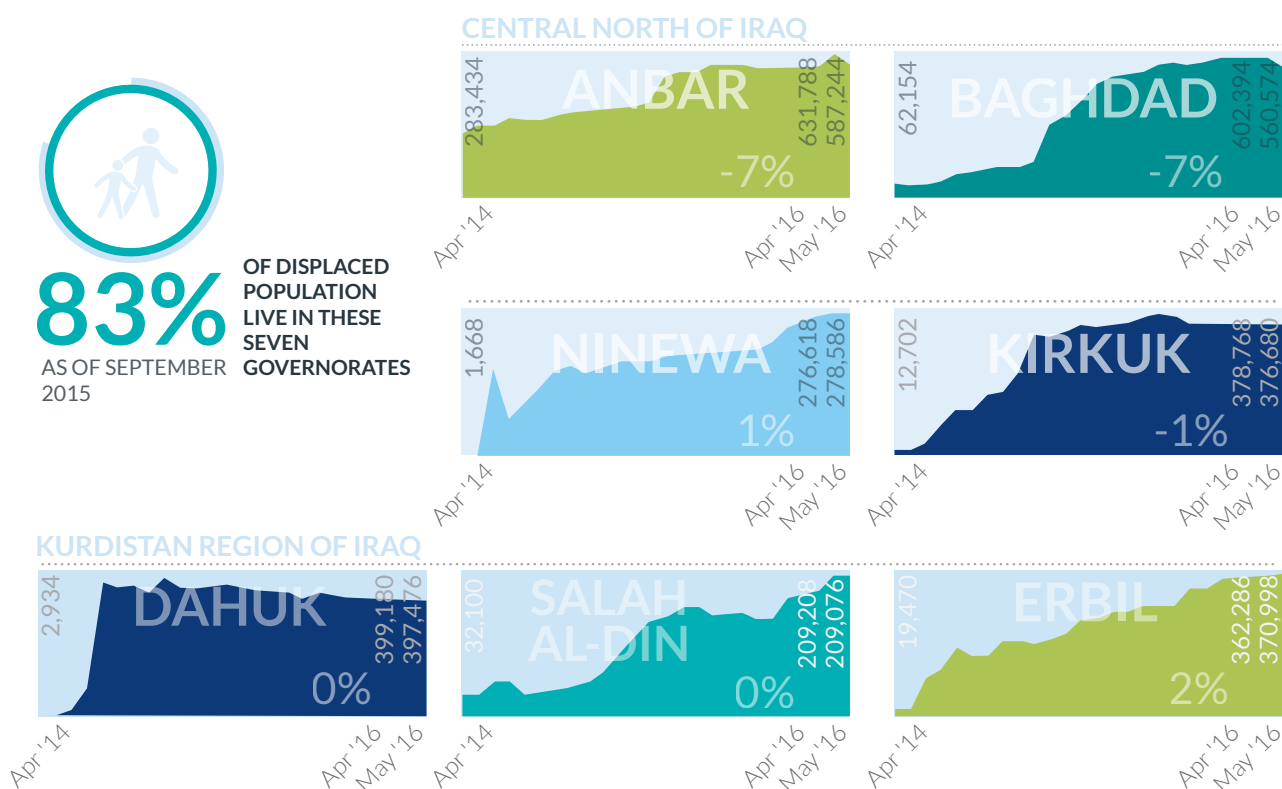 CENTRAL NORTH OF IRAQ
83%
AS OF SEPTEMBER
2015
OF DISPLACED
POPULATION
LIVE IN THESE
SEVEN
GOVERNORATES
283,434
ANBAR
631,788
587,244
-7%
Apr '14
Apr '16
May '16
62,154
BAGHDAD
602,394
560,574
-7%
Apr '14
Apr '16
May '16
1,668
NINEWA
276,618
278,586
1%
Apr '14
Apr '16
May '16
12,702
KIRKUK
378,768
376,680
-1%
Apr '14
Apr '16
May '16
KURDISTAN REGION OF IRAQ
2,934
DAHUK
399,180
397,476
0%
Apr '14
Apr '16
May '16
32,100
SALAH
AL-DIN
209,208
209,076
0%
Apr '14
Apr '16
May '16
19,470
ERBIL
362,286
370,998
2%
Apr '14
Apr '16
May '16